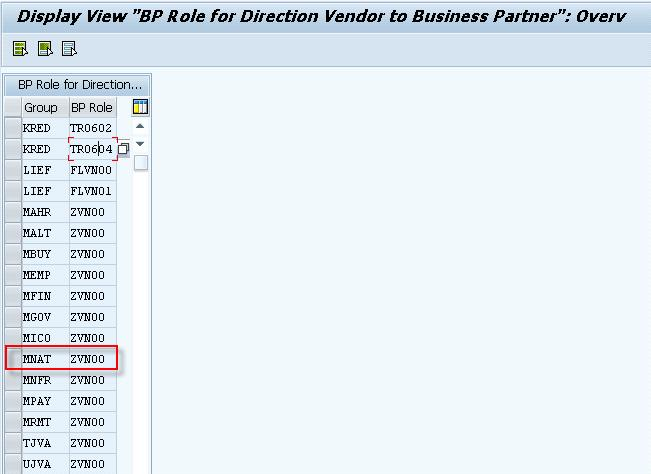 Display View "BP Role for Direction Vendor to Business Partner": Overv
BP Role for Direction...
Group BP Role
KRED TR0602
KRED TR0604
LIEF FLVN00
LIEF FLVN01
MAHR ZVN00
MALT ZVN00
MBUY ZVN00
MEMP ZVN00
MFIN ZVN00
MGOV ZVN00
MICO ZVN00
MNAT ZVN00
MNFR ZVN00
MPAY ZVN00
MRMT ZVN00
TJVA ZVN00
UJVA ZVN00